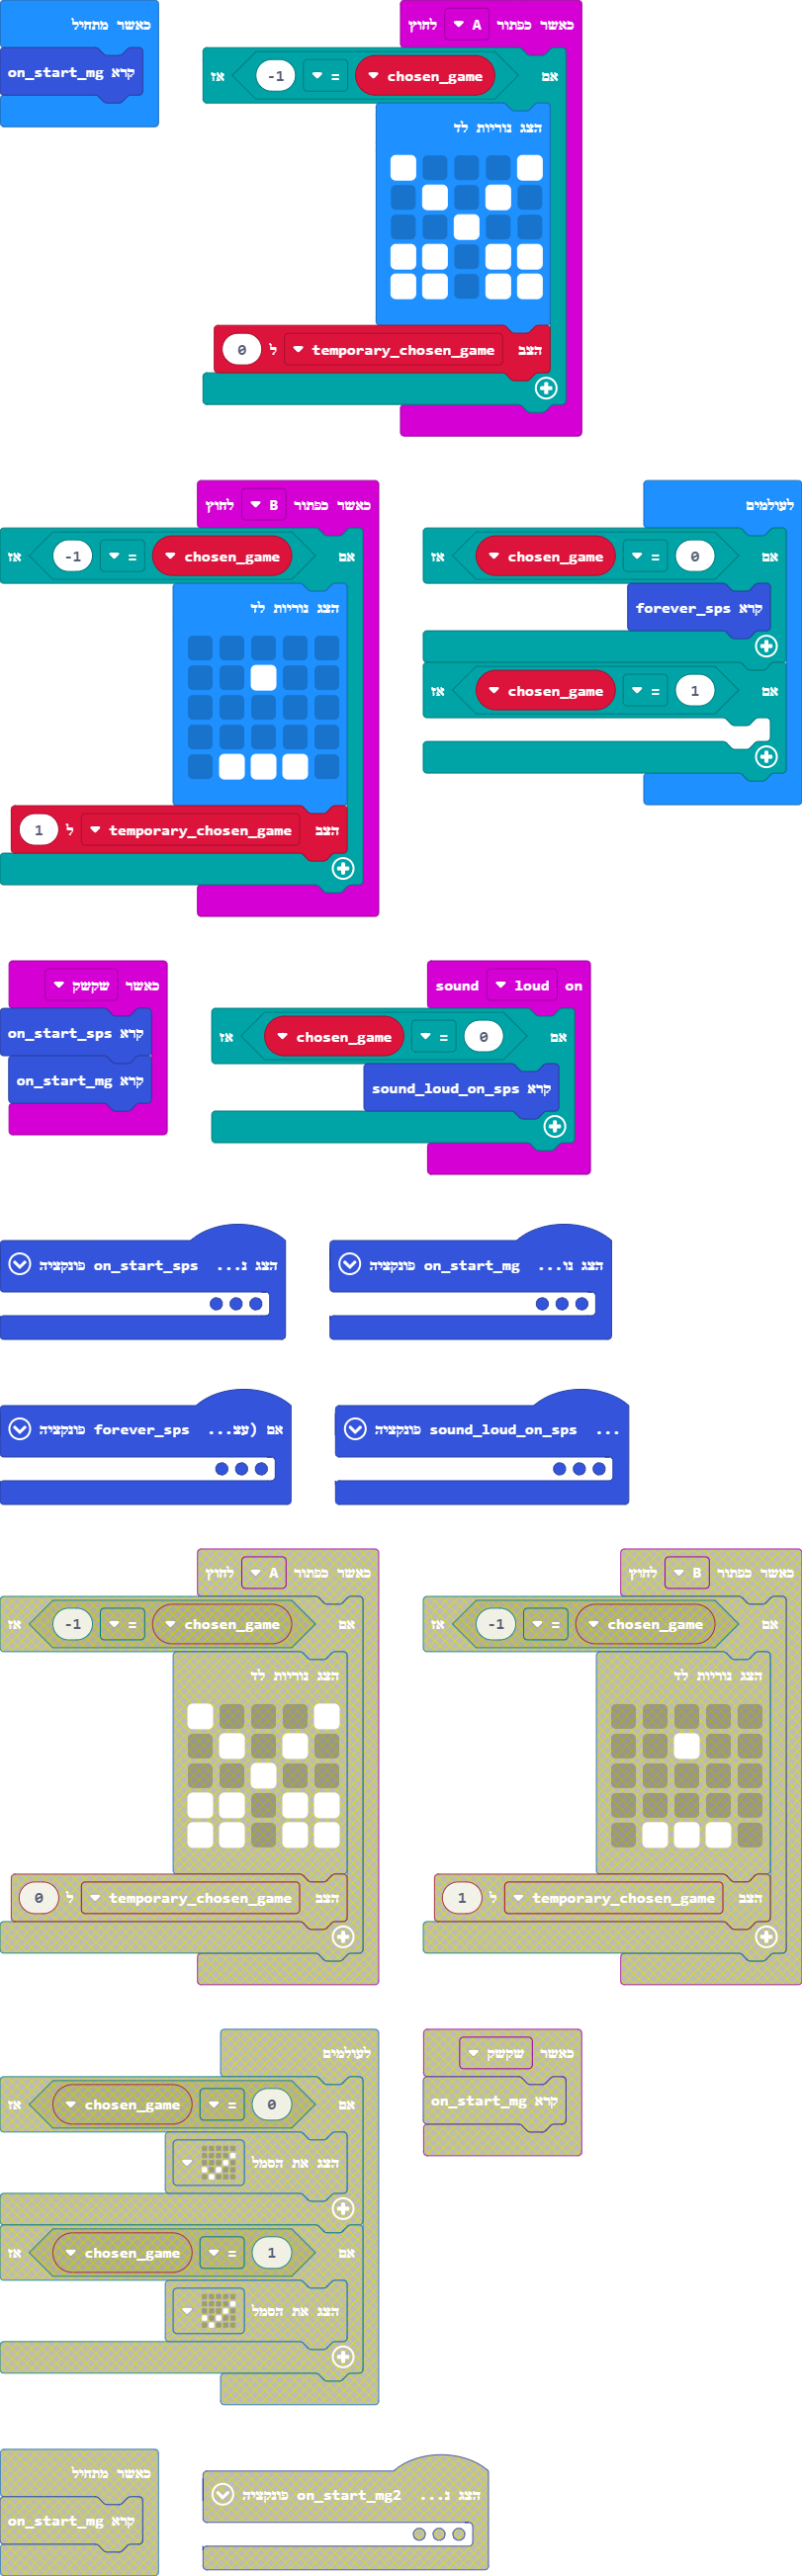 כאשר מתחיל
קרא on_start_mg
כאשר כפתור A לחוץ
אם chosen_game = -1 אז
הצג נוריות לד
הצב temporary_chosen_game ל 0
כאשר כפתור B לחוץ
אם chosen_game = -1 אז
הצג נוריות לד
הצב temporary_chosen_game ל 1
לעולמים
אם chosen_game = 0 אז
קרא forever_sps
אם chosen_game = 1 אז
כאשר שקשק
קרא on_start_sps
קרא on_start_mg
on loud sound
אם chosen_game = 0 אז
קרא sound_loud_on_sps
פונקציה on_start_sps הצג נ...
פונקציה on_start_mg הצג נו...
פונקציה forever_sps אם (עצ...
פונקציה sound_loud_on_sps ...
כאשר כפתור A לחוץ
אם chosen_game = -1 אז
הצג נוריות לד
הצב temporary_chosen_game ל 0
כאשר כפתור B לחוץ
אם chosen_game = -1 אז
הצג נוריות לד
הצב temporary_chosen_game ל 1
לעולמים
אם chosen_game = 0 אז
הצג את הסמל
אם chosen_game = 1 אז
הצג את הסמל
כאשר שקשק
קרא on_start_mg
כאשר מתחיל
קרא on_start_mg
פונקציה on_start_mg2 הצג נ...